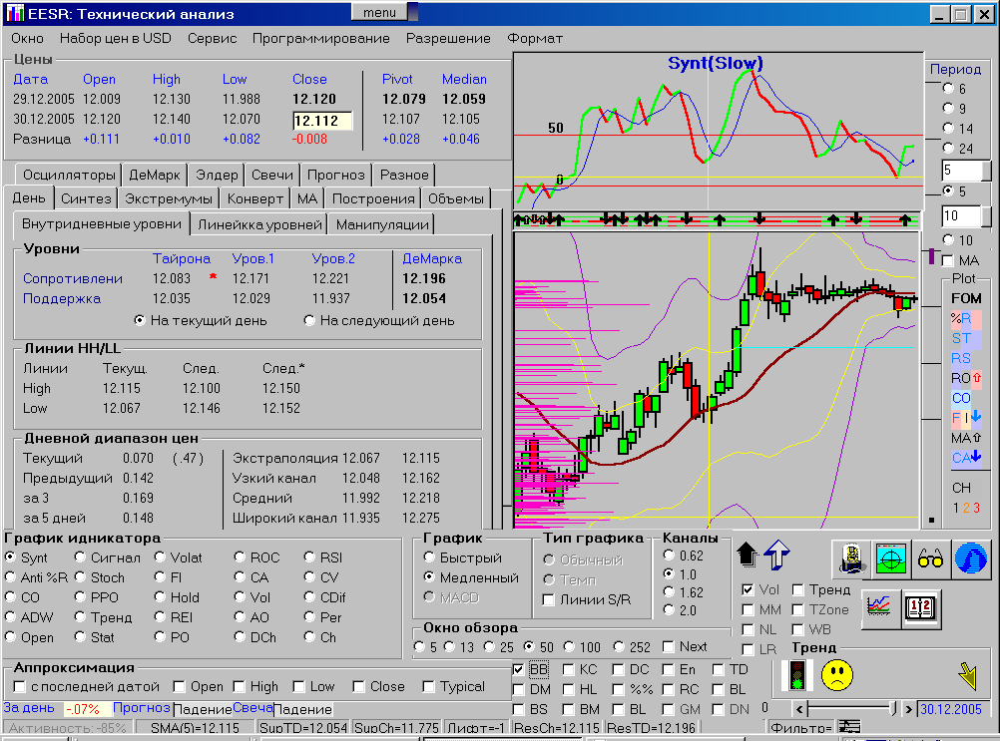 EESR: Технический анализ
menu
Окно Набор цен в USD Сервис Программирование Разрешение Формат
Цены
Дата Open High Low Close Pivot Median
29.12.2005 12.009 12.130 11.988 12.120 12.079 12.059
30.12.2005 12.120 12.140 12.070 12.112 12.107 12.105
Разница +0.111 +0.010 +0.082 -0.008 +0.028 +0.046
Осцилляторы ДеМарк Элдер Свечи Прогноз Разное
День Синтез Экстремумы Конверт МА Построения Объемы
Внутридневные уровни Линейкка уровней Манипуляции
Уровни
Тайрона Уров.1 Уров.2 ДеМарка
Сопротивлени 12.083 * 12.171 12.221 12.196
Поддержка 12.035 12.029 11.937 12.054
На текущий день На следующий день
Линии HH/LL
Линии Текущ. След. След.*
High 12.115 12.100 12.150
Low 12.067 12.146 12.152
Дневной диапазон цен
Текущий 0.070 (.47) Экстраполяция 12.067 12.115
Предыдущий 0.142 Узкий канал 12.048 12.162
за 3 0.169 Средний 11.992 12.218
за 5 дней 0.148 Широкий канал 11.935 12.275
Synt(Slow)
50
0
Период
6
9
14
24
5
5
10
10
MA
Plot
FOM
%R
ST
RS
RO
CO
FI
MA
CA
CH
1 2 3
График идникатора
Synt Сигнал Volat ROC RSI
Anti %R Stoch FI CA CV
CO PPO Hold Vol CDif
ADW Тренд REI AO Per
Open Stat PO DCh Ch
График
Быстрый
Медленный
MACD
Тип графика
Обычный
Темп
Линии S/R
Каналы
0.62
1.0
1.62
2.0
Окно обзора
5 13 25 50 100 252 Next
Vol Тренд
MM TZone
NL WB
LR
12
Тренд
Аппроксимация
с последней датой Open High Low Close Typical
BB KC DC En TD
DM HL %% RC BL
BS BM BL GM DN 0
За день -.07% Прогноз Падение Свеча Падение
30.12.2005
Активность: -85% SMA(5)=12.115 SupTD=12.054 SupCh=11.775 Лифт=-1 ResCh=12.115 ResTD=12.196 Фильтр=